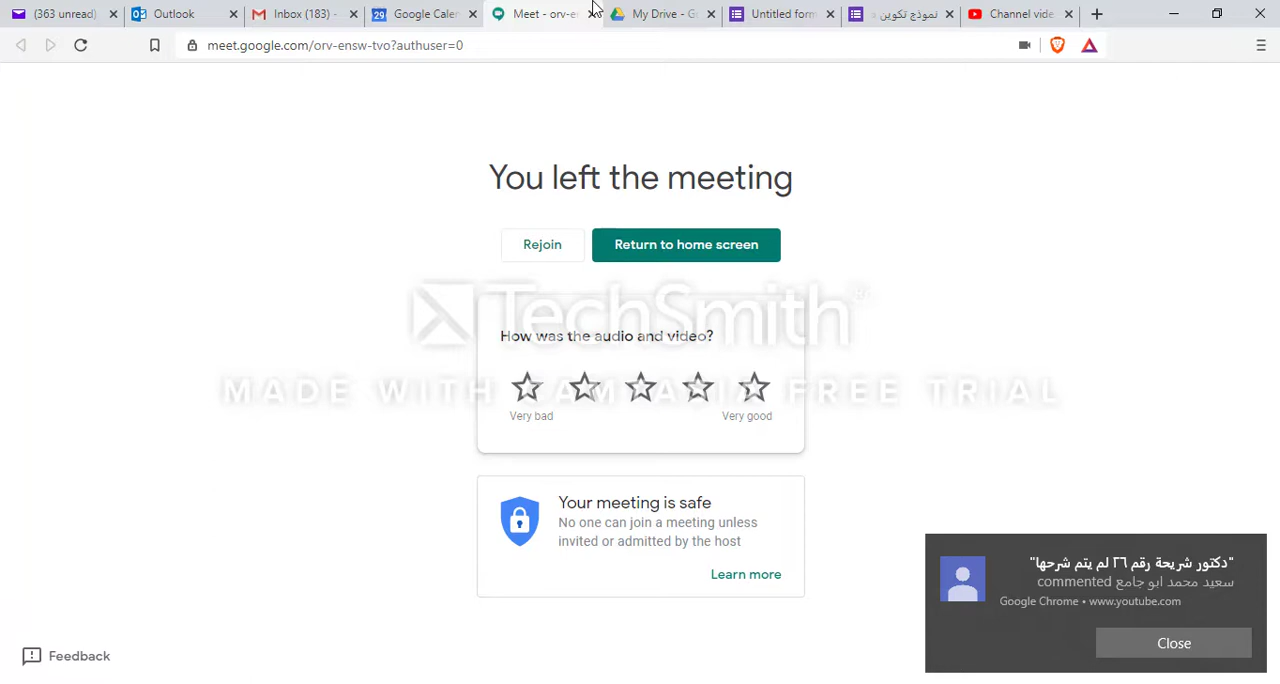 (363 unread)
Outlook
Inbox (183) -
Google Calen
Meet - orv-e
My Drive - G
Untitled form
نموذج تكوين
Channel vide
meet.google.com/orv-ensw-tvo?authuser=0
You left the meeting
Rejoin
Return to home screen
TechSmith
How was the audio and video?
MADE WITH CAMTASIA FREE TRIAL
Very bad
Very good
Your meeting is safe
No one can join a meeting unless
invited or admitted by the host
Learn more
"دكتور شريحة رقم ٢٦ لم يتم شرحها"
سعيد محمد ابو جامع commented
Google Chrome • www.youtube.com
Close
Feedback